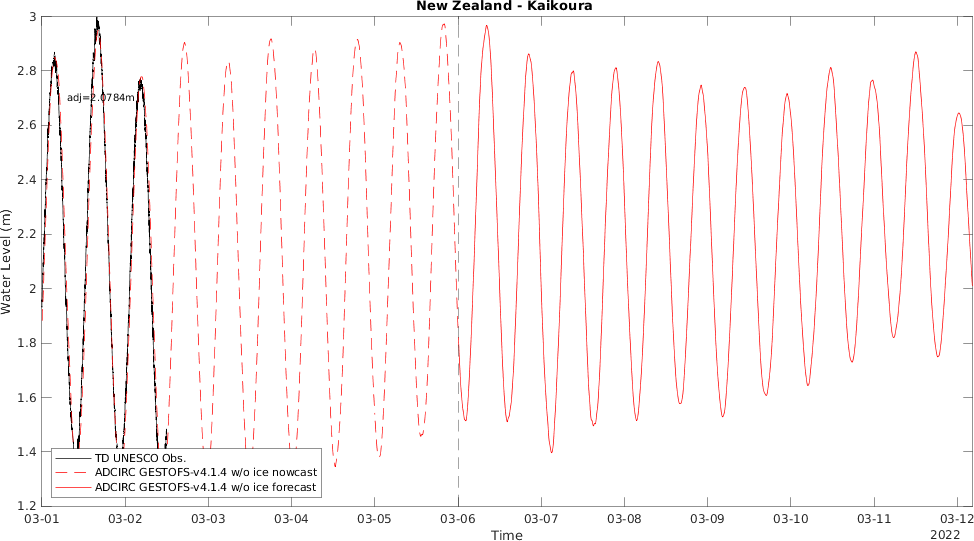 New Zealand - Kaikoura
3
2.8
adj=2.0784m
2.6
2.4
2.2
2
1.8
1.6
1.4
1.2
Water Level (m)
TD UNESCO Obs.
ADCIRC GESTOFS-v4.1.4 w/o ice nowcast
ADCIRC GESTOFS-v4.1.4 w/o ice forecast
03-01 03-02 03-03 03-04 03-05 03-06 03-07 03-08 03-09 03-10 03-11 03-12
Time
2022